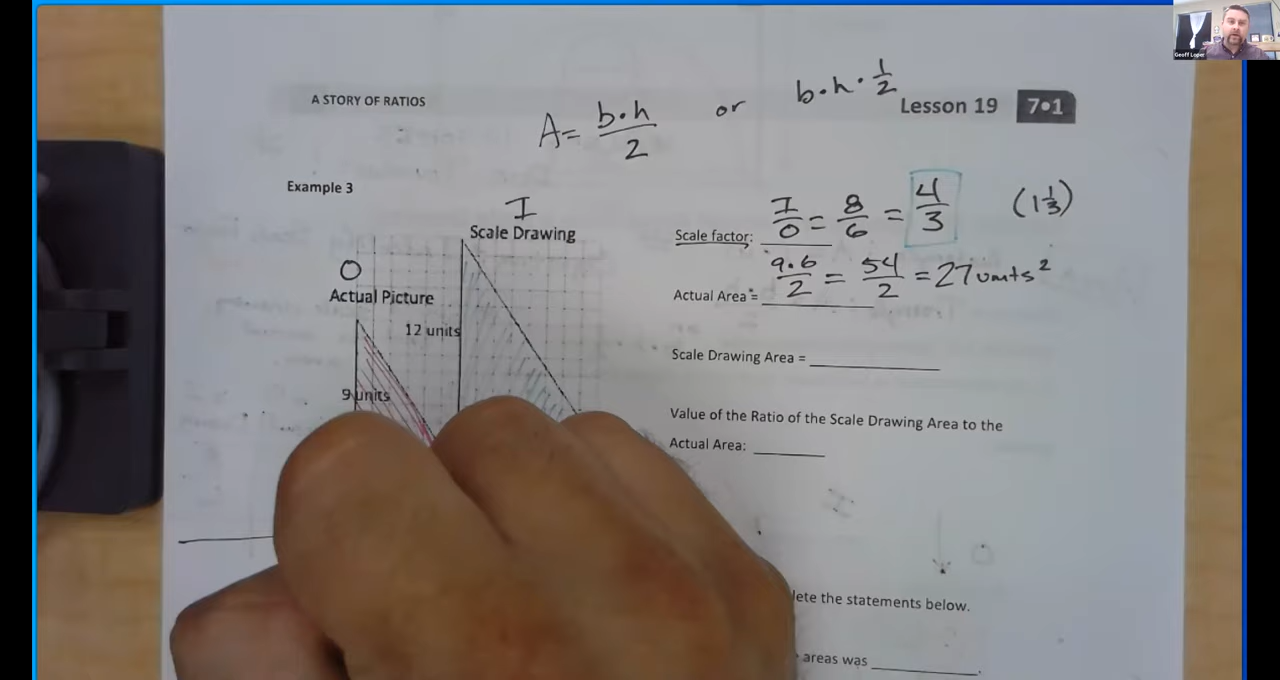 Geoff Loper
A STORY OF RATIOS
A = b·h/2 or b·h·1/2
Lesson 19 7•1
Example 3
I
Scale Drawing
O
Actual Picture
12 units
9 units
Scale factor: I/O = 8/6 = 4/3 (1 1/3)
Actual Area = 9·6/2 = 54/2 = 27 units²
Scale Drawing Area =
Value of the Ratio of the Scale Drawing Area to the
Actual Area:
lete the statements below.
areas was